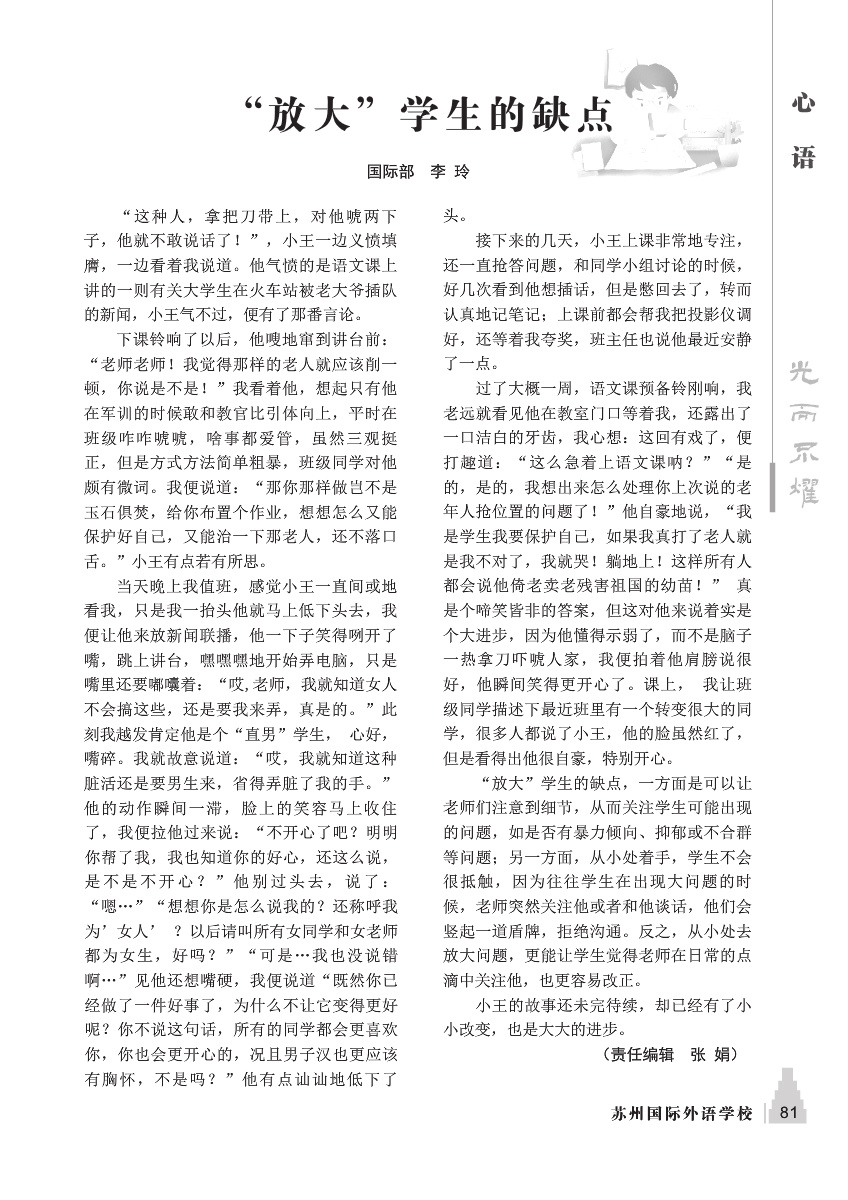 “放大”学生的缺点
国际部 李 玲
“这种人，拿把刀带上，对他唬两下
子，他就不敢说话了！”，小王一边义愤填
膺，一边看着我说道。他气愤的是语文课上
讲的一则有关大学生在火车站被老大爷插队
的新闻，小王气不过，便有了那番言论。
下课铃响了以后，他嗖地窜到讲台前：
“老师老师！我觉得那样的老人就应该削一
顿，你说是不是！”我看着他，想起只有他
在军训的时候敢和教官比引体向上，平时在
班级咋咋唬唬，啥事都爱管，虽然三观挺
正，但是方式方法简单粗暴，班级同学对他
颇有微词。我便说道：“那你那样做岂不是
玉石俱焚，给你布置个作业，想想怎么又能
保护好自己，又能治一下那老人，还不落口
舌。”小王有点若有所思。
当天晚上我值班，感觉小王一直间或地
看我，只是我一抬头他就马上低下头去，我
便让他来放新闻联播，他一下子笑得咧开了
嘴，跳上讲台，嘿嘿嘿地开始弄电脑，只是
嘴里还要嘟囔着：“哎,老师，我就知道女人
不会搞这些，还是要我来弄，真是的。”此
刻我越发肯定他是个“直男”学生， 心好，
嘴碎。我就故意说道：“哎，我就知道这种
脏活还是要男生来，省得弄脏了我的手。”
他的动作瞬间一滞，脸上的笑容马上收住
了，我便拉他过来说：“不开心了吧？明明
你帮了我，我也知道你的好心，还这么说，
是不是不开心？”他别过头去，说了：
“嗯…”“想想你是怎么说我的？还称呼我
为’女人’ ？以后请叫所有女同学和女老师
都为女生，好吗？”“可是…我也没说错
啊…”见他还想嘴硬，我便说道“既然你已
经做了一件好事了，为什么不让它变得更好
呢？你不说这句话，所有的同学都会更喜欢
你，你也会更开心的，况且男子汉也更应该
有胸怀，不是吗？”他有点讪讪地低下了
头。
接下来的几天，小王上课非常地专注，
还一直抢答问题，和同学小组讨论的时候，
好几次看到他想插话，但是憋回去了，转而
认真地记笔记；上课前都会帮我把投影仪调
好，还等着我夸奖，班主任也说他最近安静
了一点。
过了大概一周，语文课预备铃刚响，我
老远就看见他在教室门口等着我，还露出了
一口洁白的牙齿，我心想：这回有戏了，便
打趣道：“这么急着上语文课呐？”“是
的，是的，我想出来怎么处理你上次说的老
年人抢位置的问题了！”他自豪地说，“我
是学生我要保护自己，如果我真打了老人就
是我不对了，我就哭！躺地上！这样所有人
都会说他倚老卖老残害祖国的幼苗！” 真
是个啼笑皆非的答案，但这对他来说着实是
个大进步，因为他懂得示弱了，而不是脑子
一热拿刀吓唬人家，我便拍着他肩膀说很
好，他瞬间笑得更开心了。课上， 我让班
级同学描述下最近班里有一个转变很大的同
学，很多人都说了小王，他的脸虽然红了，
但是看得出他很自豪，特别开心。
“放大”学生的缺点，一方面是可以让
老师们注意到细节，从而关注学生可能出现
的问题，如是否有暴力倾向、抑郁或不合群
等问题；另一方面，从小处着手，学生不会
很抵触，因为往往学生在出现大问题的时
候，老师突然关注他或者和他谈话，他们会
竖起一道盾牌，拒绝沟通。反之，从小处去
放大问题，更能让学生觉得老师在日常的点
滴中关注他，也更容易改正。
小王的故事还未完待续，却已经有了小
小改变，也是大大的进步。
（责任编辑 张 娟）
心语
光而不耀
苏州国际外语学校 81